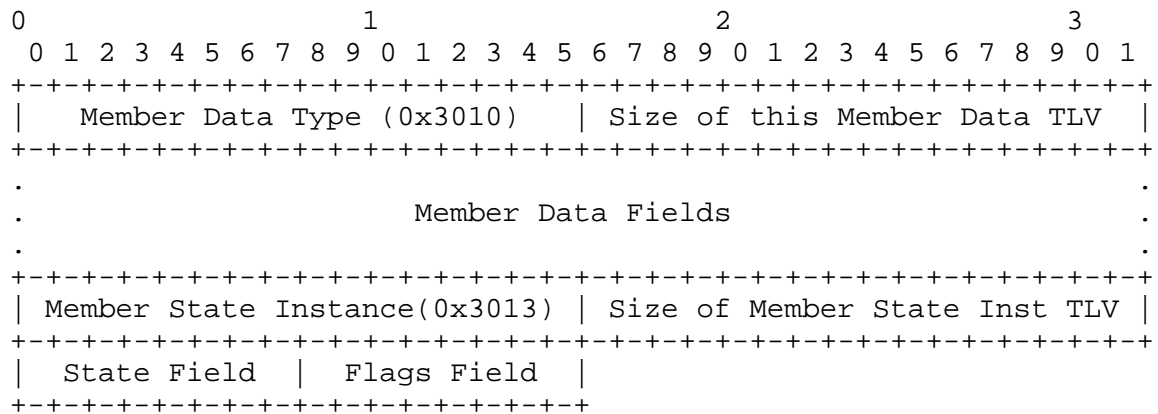 0                   1                   2                   3
 0 1 2 3 4 5 6 7 8 9 0 1 2 3 4 5 6 7 8 9 0 1 2 3 4 5 6 7 8 9 0 1
+-+-+-+-+-+-+-+-+-+-+-+-+-+-+-+-+-+-+-+-+-+-+-+-+-+-+-+-+-+-+-+-+
|   Member Data Type (0x3010)   | Size of this Member Data TLV  |
+-+-+-+-+-+-+-+-+-+-+-+-+-+-+-+-+-+-+-+-+-+-+-+-+-+-+-+-+-+-+-+-+
.                                                               .
.                      Member Data Fields                       .
.                                                               .
+-+-+-+-+-+-+-+-+-+-+-+-+-+-+-+-+-+-+-+-+-+-+-+-+-+-+-+-+-+-+-+-+
| Member State Instance(0x3013) | Size of Member State Inst TLV |
+-+-+-+-+-+-+-+-+-+-+-+-+-+-+-+-+-+-+-+-+-+-+-+-+-+-+-+-+-+-+-+-+
|  State Field  |  Flags Field  |
+-+-+-+-+-+-+-+-+-+-+-+-+-+-+-+-+